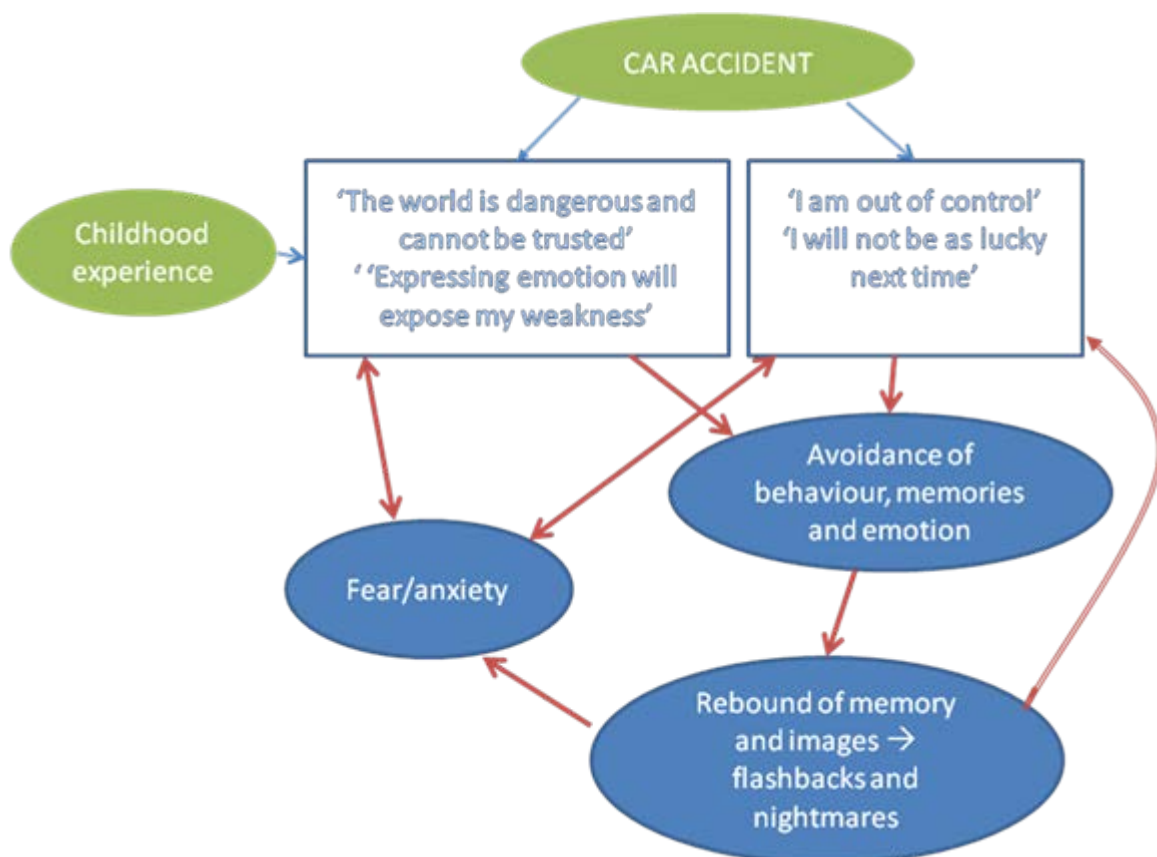 CAR ACCIDENT
Childhood
experience
‘The world is dangerous and
cannot be trusted’
‘ ‘Expressing emotion will
expose my weakness’
‘I am out of control’
‘I will not be as lucky
next time’
Avoidance of
behaviour, memories
and emotion
Fear/anxiety
Rebound of memory
and images →
flashbacks and
nightmares